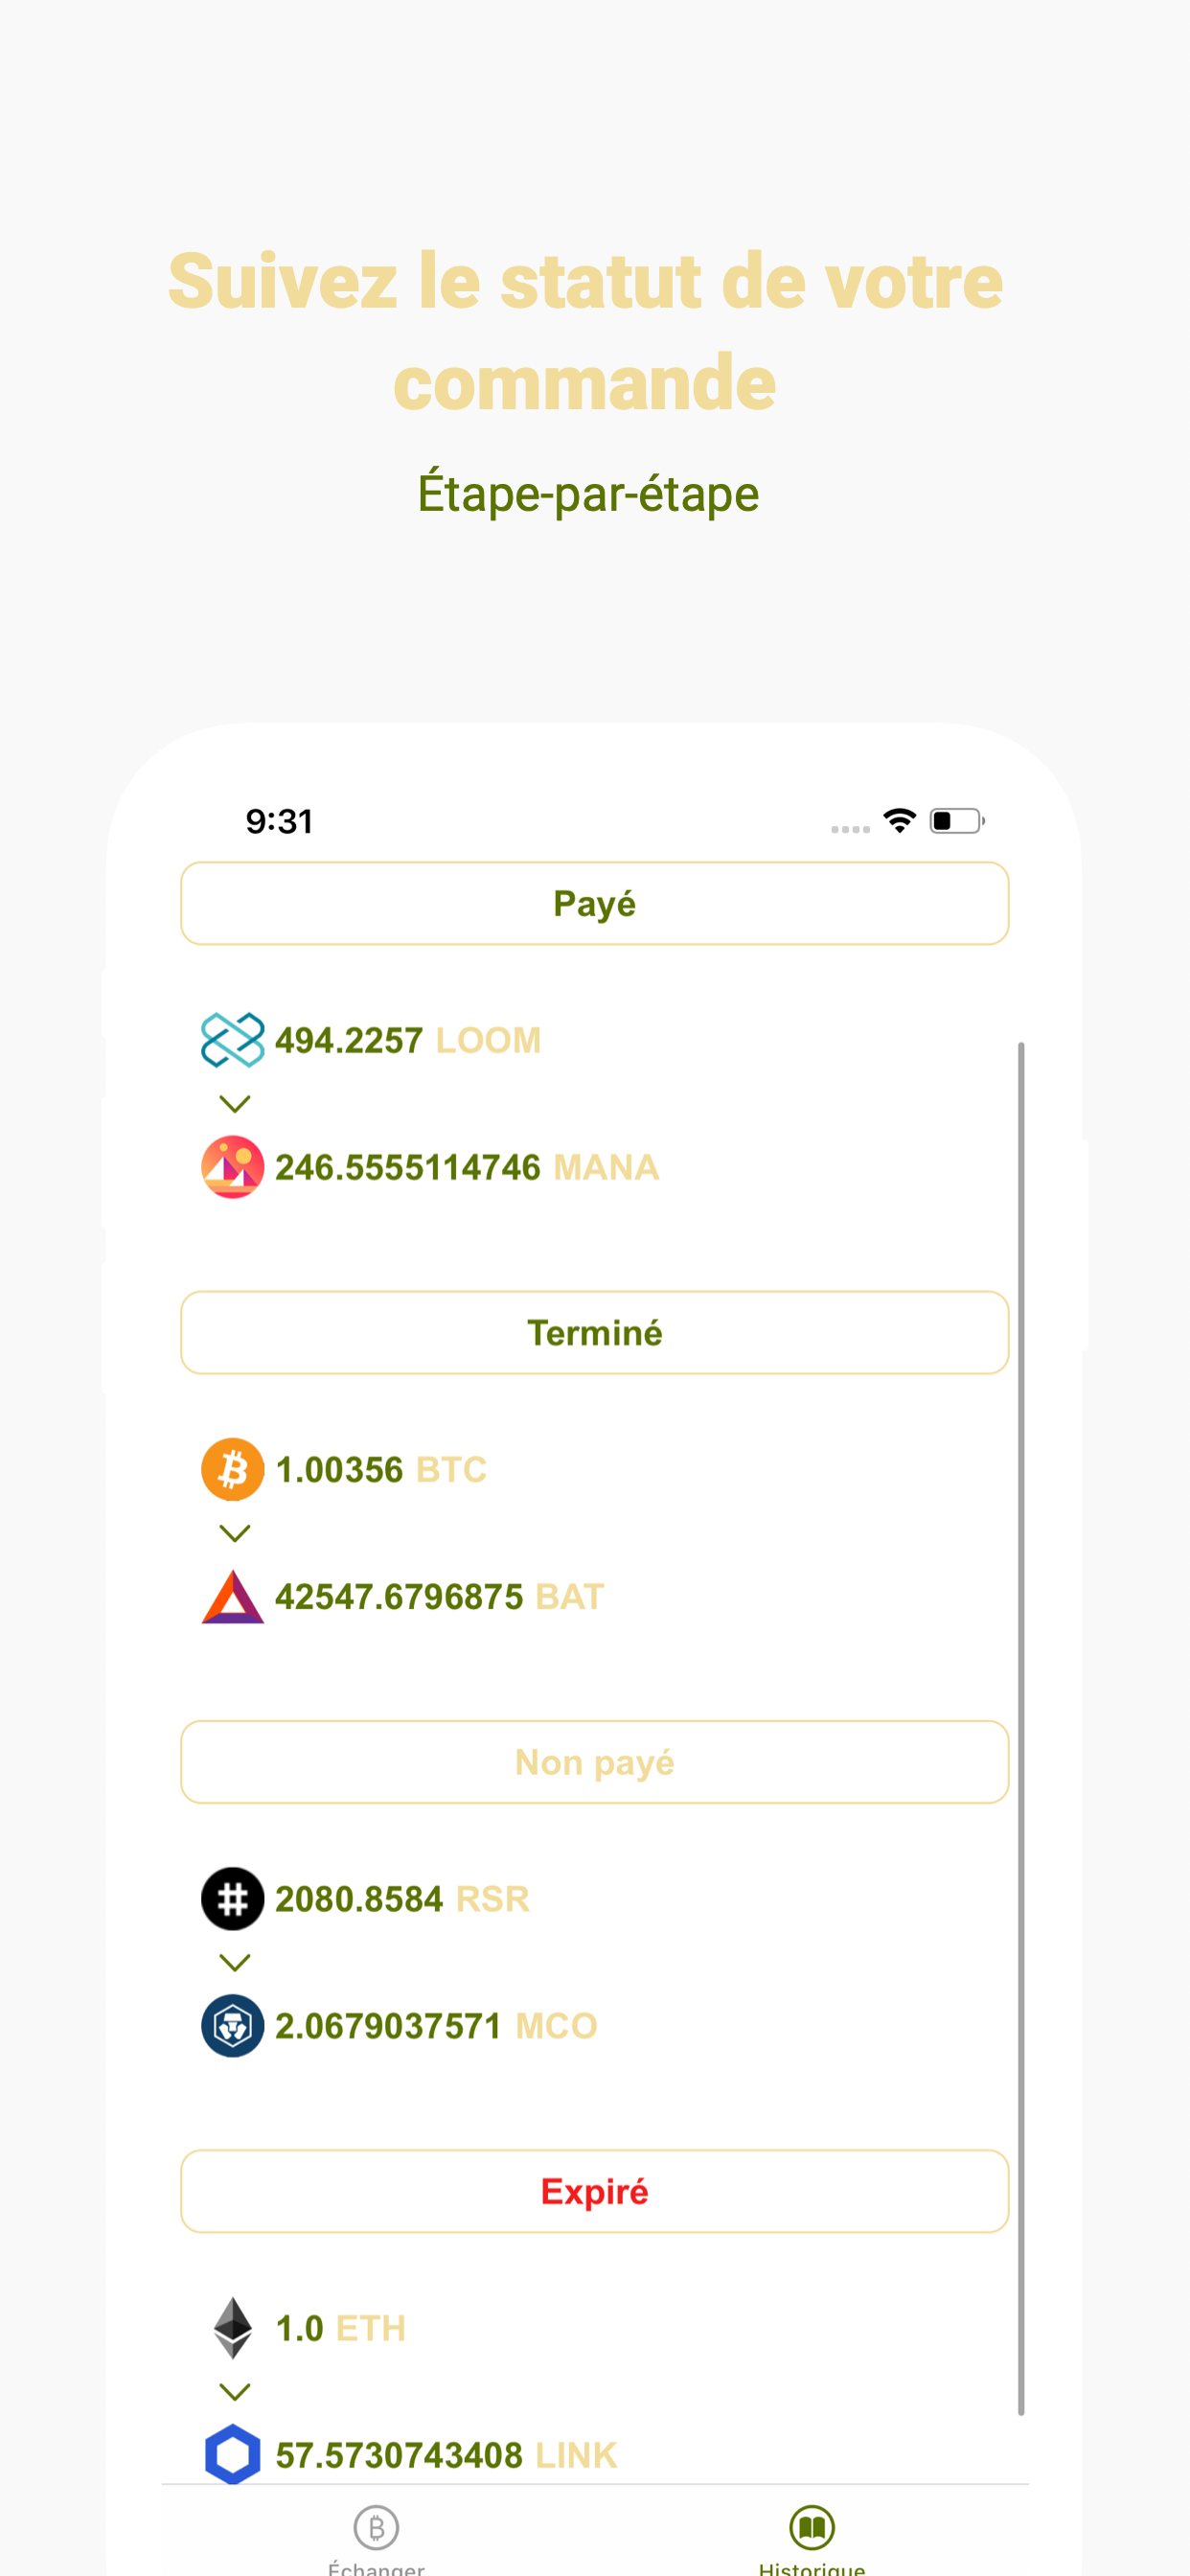 Suivez le statut de votre
commande
Étape-par-étape
9:31
Payé
494.2257 LOOM
246.5555114746 MANA
Terminé
1.00356 BTC
42547.6796875 BAT
Non payé
2080.8584 RSR
2.0679037571 MCO
Expiré
1.0 ETH
57.5730743408 LINK
Échanger
Historique